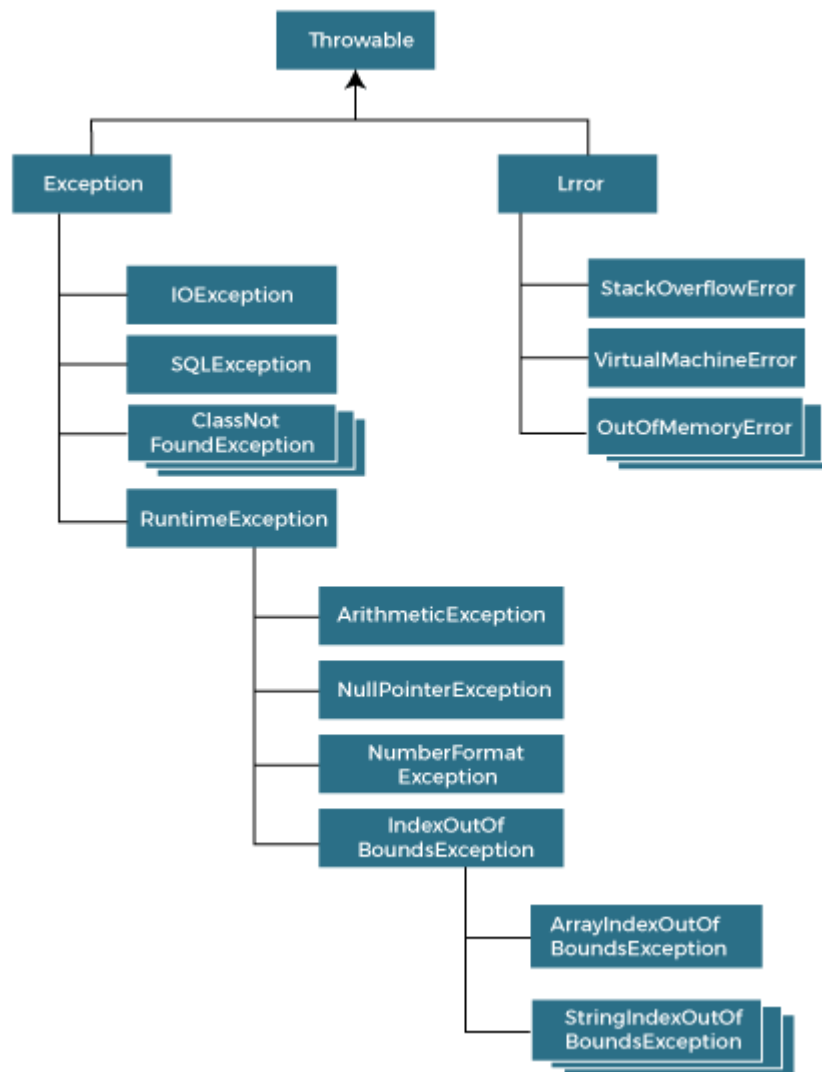 Throwable
Exception
Lrror
IOException
StackOverflowError
SQLException
VirtualMachineError
ClassNot
FoundException
OutOfMemoryError
RuntimeException
ArithmeticException
NullPointerException
NumberFormat
Exception
IndexOutOf
BoundsException
ArrayIndexOutOf
BoundsException
StringIndexOutOf
BoundsException